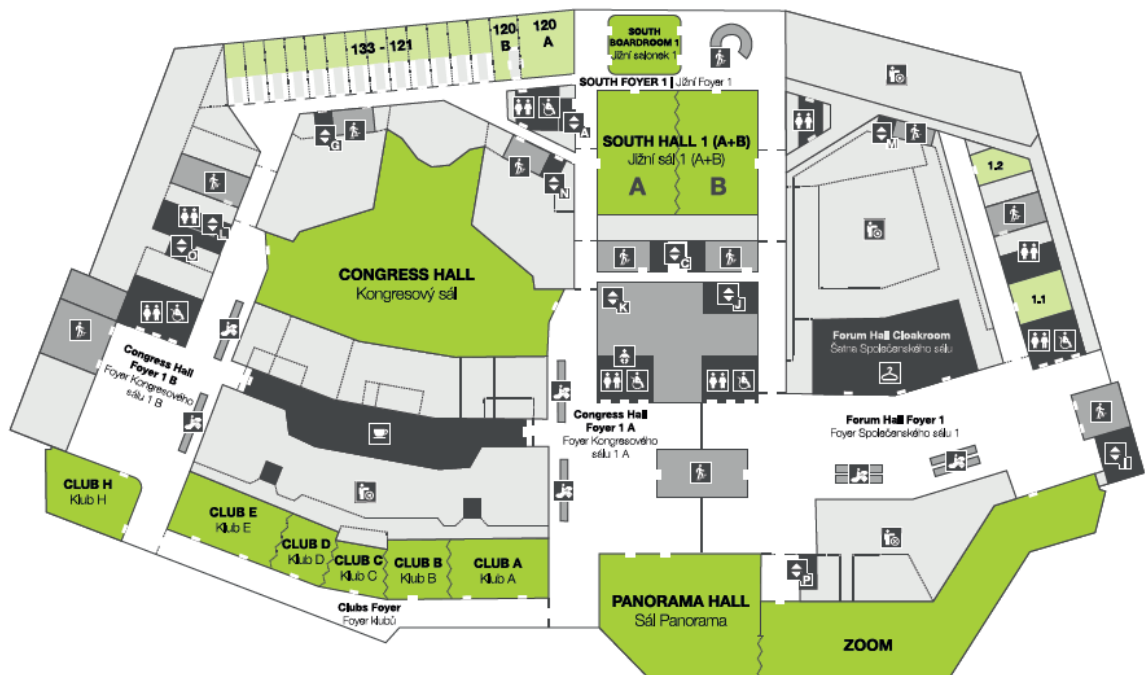 133 - 121
120
B
120
A
SOUTH
BOARDROOM 1
Jižní salonek 1
SOUTH FOYER 1 | Jižní Foyer 1
SOUTH HALL 1 (A+B)
Jižní sál 1 (A+B)
A
B
A
G
N
M
L
O
C
K
J
I
P
1.2
1.1
CONGRESS HALL
Kongresový sál
Forum Hall Cloakroom
Šatna Společenského sálu
Congress Hall
Foyer 1 B
Foyer Kongresového
sálu 1 B
Congress Hall
Foyer 1 A
Foyer Kongresového
sálu 1 A
Forum Hall Foyer 1
Foyer Společenského sálu 1
CLUB H
Klub H
CLUB E
Klub E
CLUB D
Klub D
CLUB C
Klub C
CLUB B
Klub B
CLUB A
Klub A
Clubs Foyer
Foyer klubů
PANORAMA HALL
Sál Panorama
ZOOM